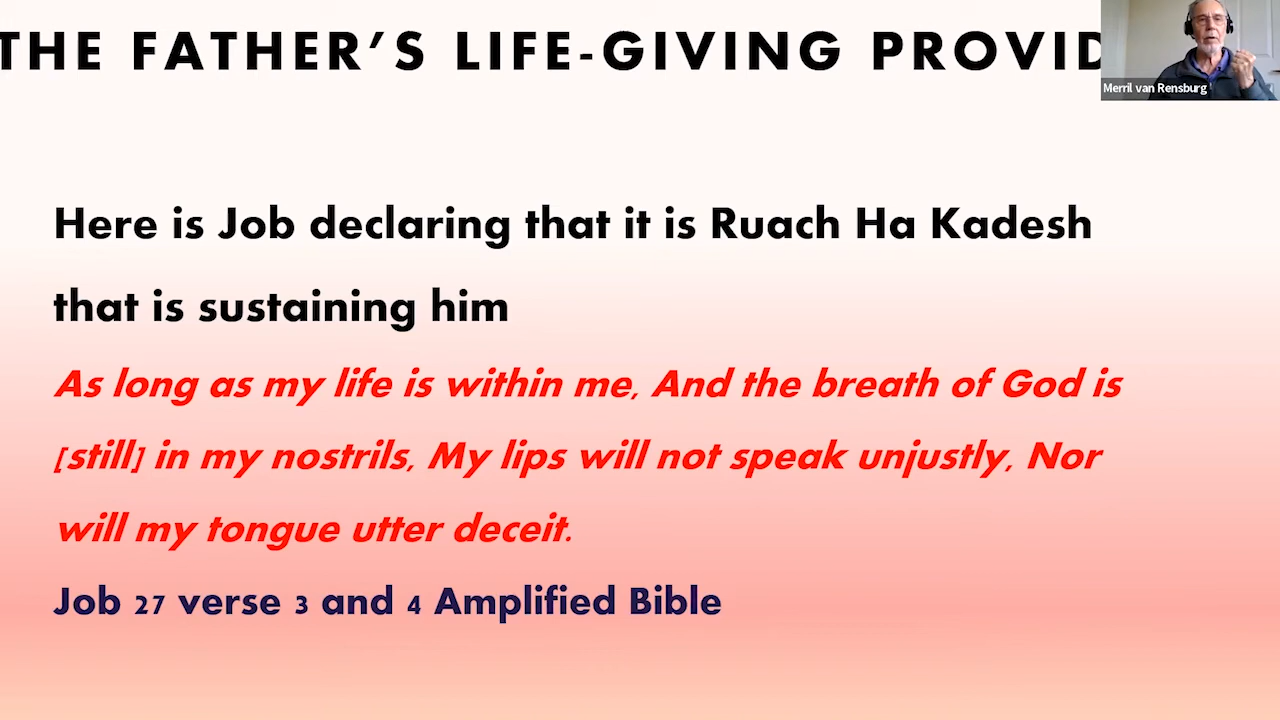 THE FATHER’S LIFE-GIVING PROVID
Merril van Rensburg
Here is Job declaring that it is Ruach Ha Kadesh
that is sustaining him
As long as my life is within me, And the breath of God is
[still] in my nostrils, My lips will not speak unjustly, Nor
will my tongue utter deceit.
Job 27 verse 3 and 4 Amplified Bible